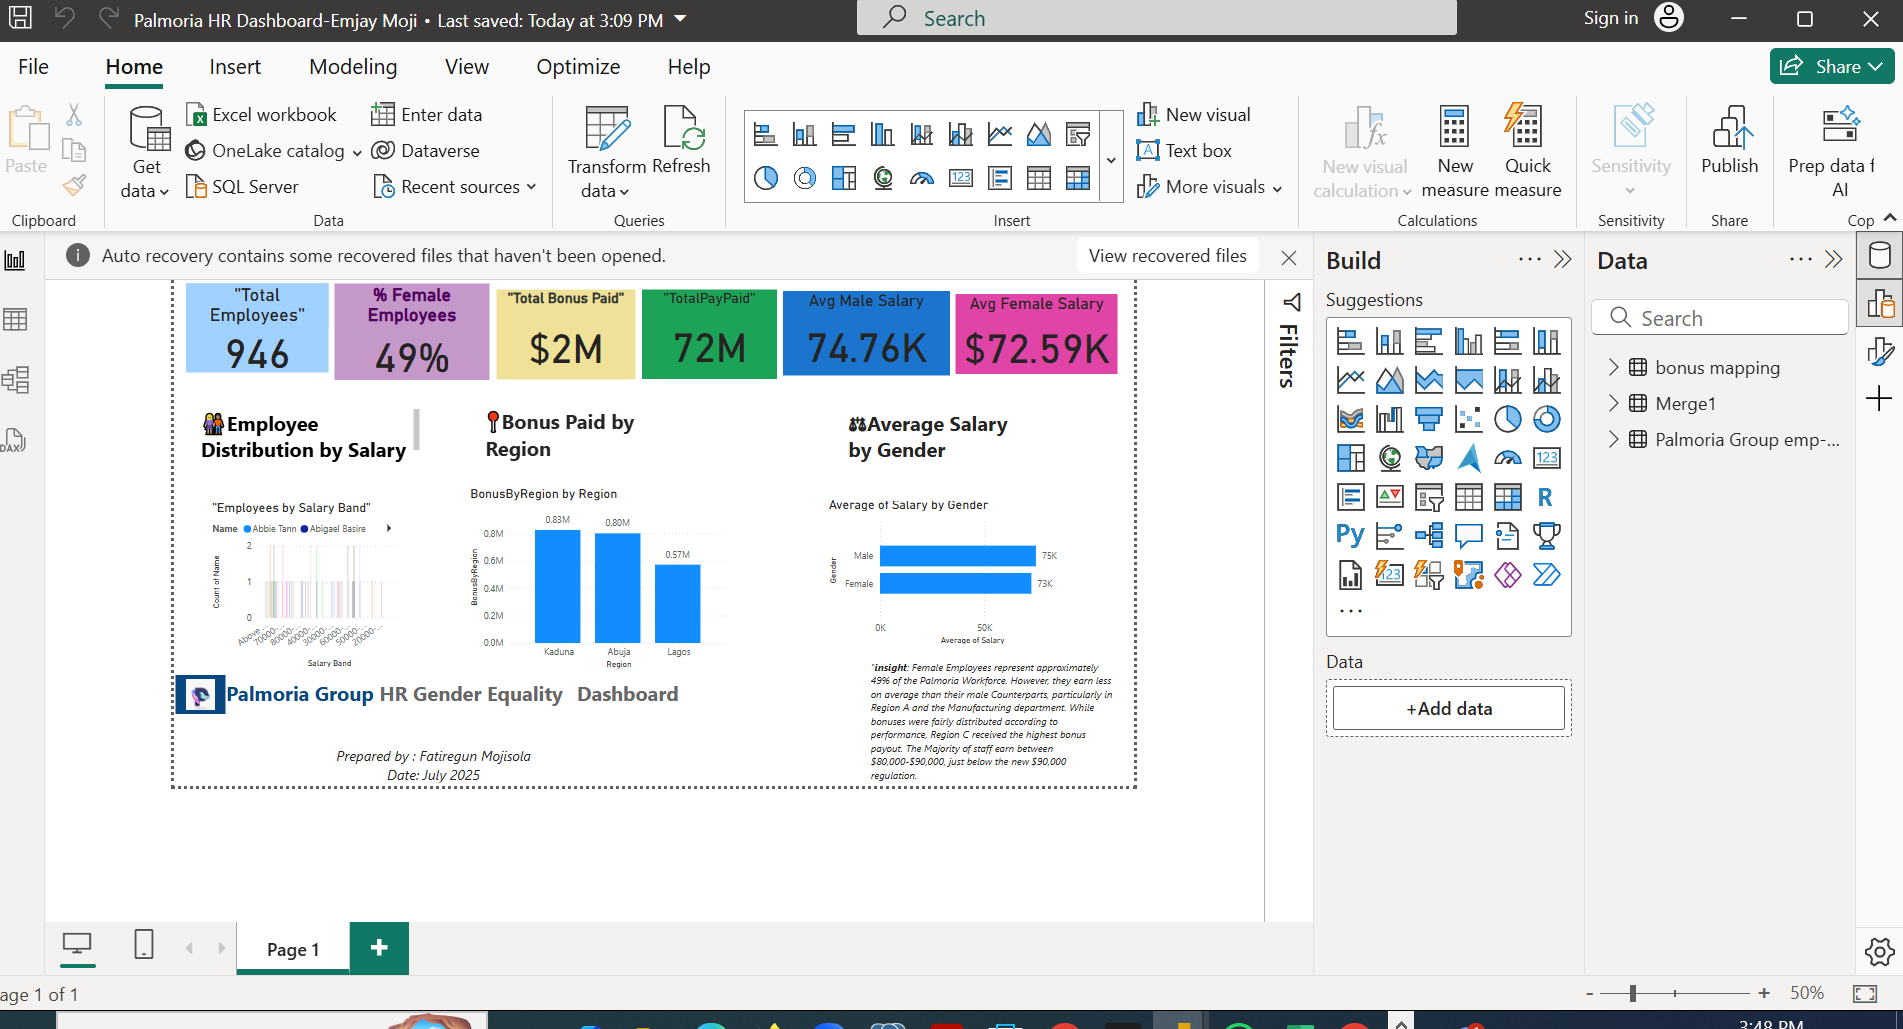 Palmoria HR Dashboard-Emjay Moji • Last saved: Today at 3:09 PM
Search
Sign in
File Home Insert Modeling View Optimize Help
Share
Paste
Get data
Excel workbook
OneLake catalog
SQL Server
Enter data
Dataverse
Recent sources
Transform data
Refresh
New visual
Text box
More visuals
New visual calculation
New measure
Quick measure
Sensitivity
Publish
Prep data f
AI
Clipboard
Data
Queries
Insert
Calculations
Sensitivity
Share
Cop
Auto recovery contains some recovered files that haven't been opened.
View recovered files
"Total
Employees"
946
% Female
Employees
49%
"Total Bonus Paid"
$2M
"TotalPayPaid"
72M
Avg Male Salary
74.76K
Avg Female Salary
$72.59K
Employee
Distribution by Salary
Bonus Paid by
Region
Average Salary
by Gender
"Employees by Salary Band"
Name Abbie Tann Abigael Basire
Count of Name
2
1
0
Above ...
70000-...
80000-...
40000-...
30000-...
60000-...
50000-...
20000-...
Salary Band
BonusByRegion by Region
BonusByRegion
0.8M
0.6M
0.4M
0.2M
0.0M
0.83M
0.80M
0.57M
Kaduna
Abuja
Lagos
Region
Average of Salary by Gender
Gender
Male
75K
Female
73K
0K
50K
Average of Salary
Palmoria Group HR Gender Equality Dashboard
Prepared by : Fatiregun Mojisola
Date: July 2025
"insight: Female Employees represent approximately
49% of the Palmoria Workforce. However, they earn less
on average than their male Counterparts, particularly in
Region A and the Manufacturing department. While
bonuses were fairly distributed according to
performance, Region C received the highest bonus
payout. The Majority of staff earn between
$80,000-$90,000, just below the new $90,000
regulation.
Filters
Build
Suggestions
123
R
Py
123
Data
+Add data
Data
Search
bonus mapping
Merge1
Palmoria Group emp-...
DAX
Page 1
age 1 of 1
50%
3:48 PM